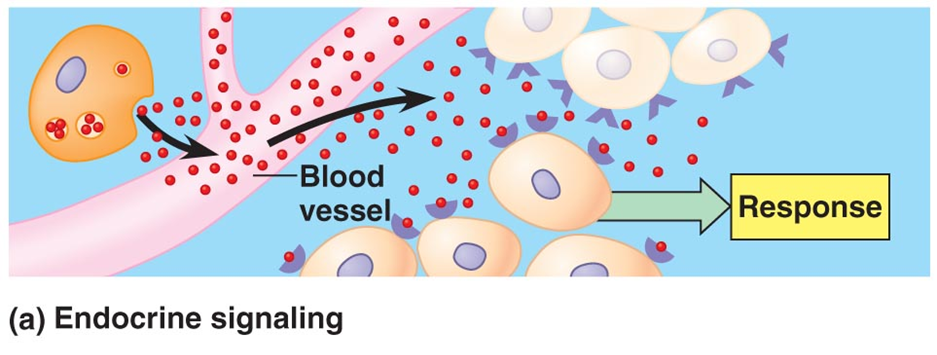 Blood
vessel
Response
(a) Endocrine signaling